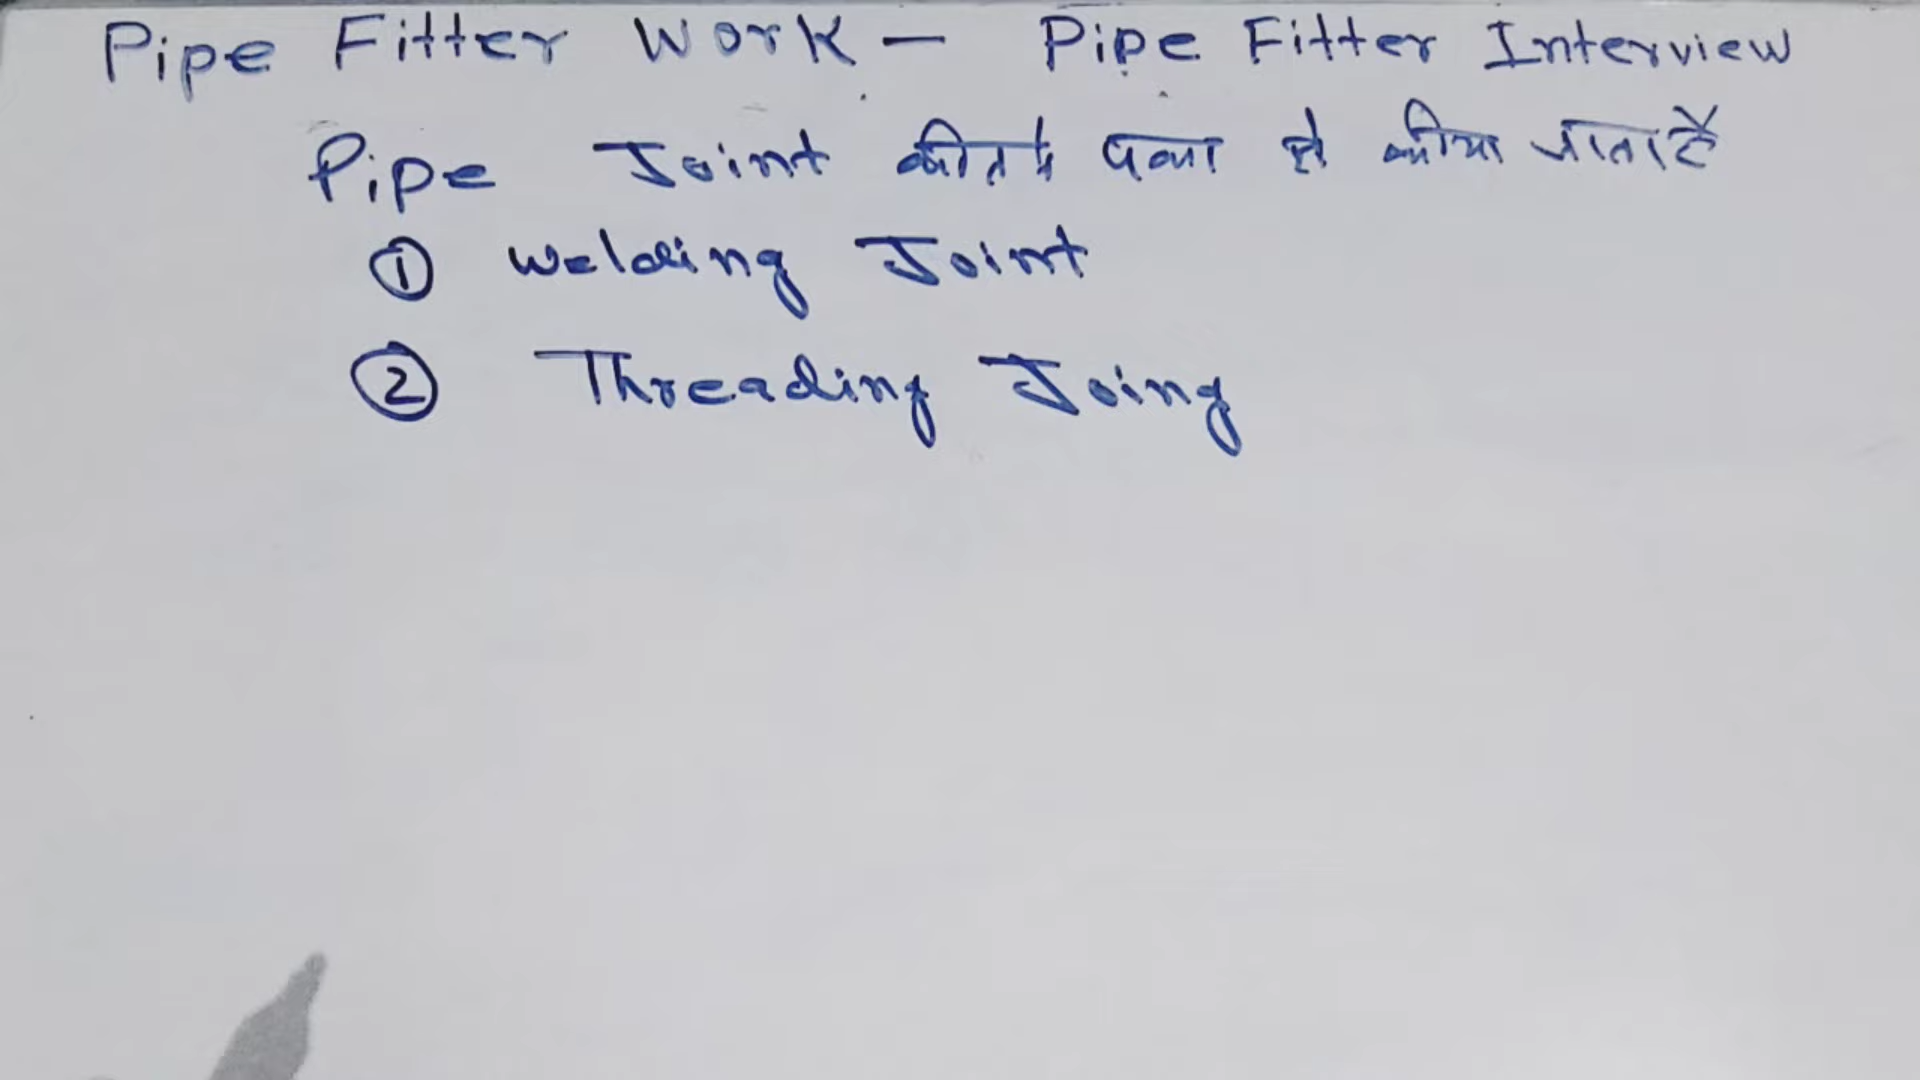 Pipe Fitter Work - Pipe Fitter Interview
Pipe Joint कीतने प्रकार से कीया जाता है
① Welding Joint
② Threading Joing